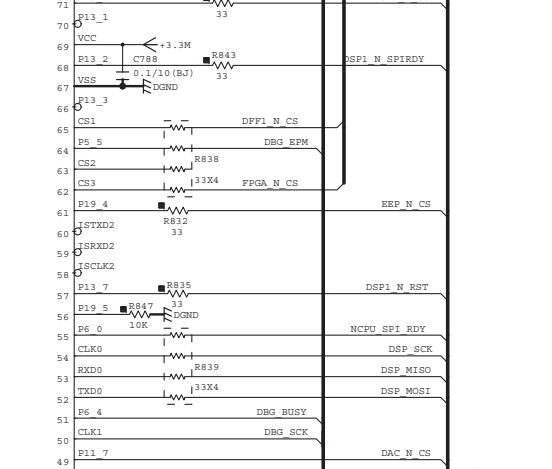 71 33
P13_1
70
VCC +3.3M
69
P13_2 C788 R843 DSP1_N_SPIRDY
68 0.1/10(BJ) 33
VSS DGND
67
P13_3
66
CS1 DFF1_N_CS
65
P5_5 DBG_EPM
64
CS2 R838
63
CS3 33X4 FPGA_N_CS
62
P19_4 EEP_N_CS
61 R832
ISTXD2 33
60
ISRXD2
59
ISCLK2
58
P13_7 R835 DSP1_N_RST
57 33
P19_5 R847 DGND
56 10K
P6_0 NCPU_SPI_RDY
55
CLK0 DSP_SCK
54
RXD0 R839 DSP_MISO
53
TXD0 33X4 DSP_MOSI
52
P6_4 DBG_BUSY
51
CLK1 DBG_SCK
50
P11_7 DAC_N_CS
49